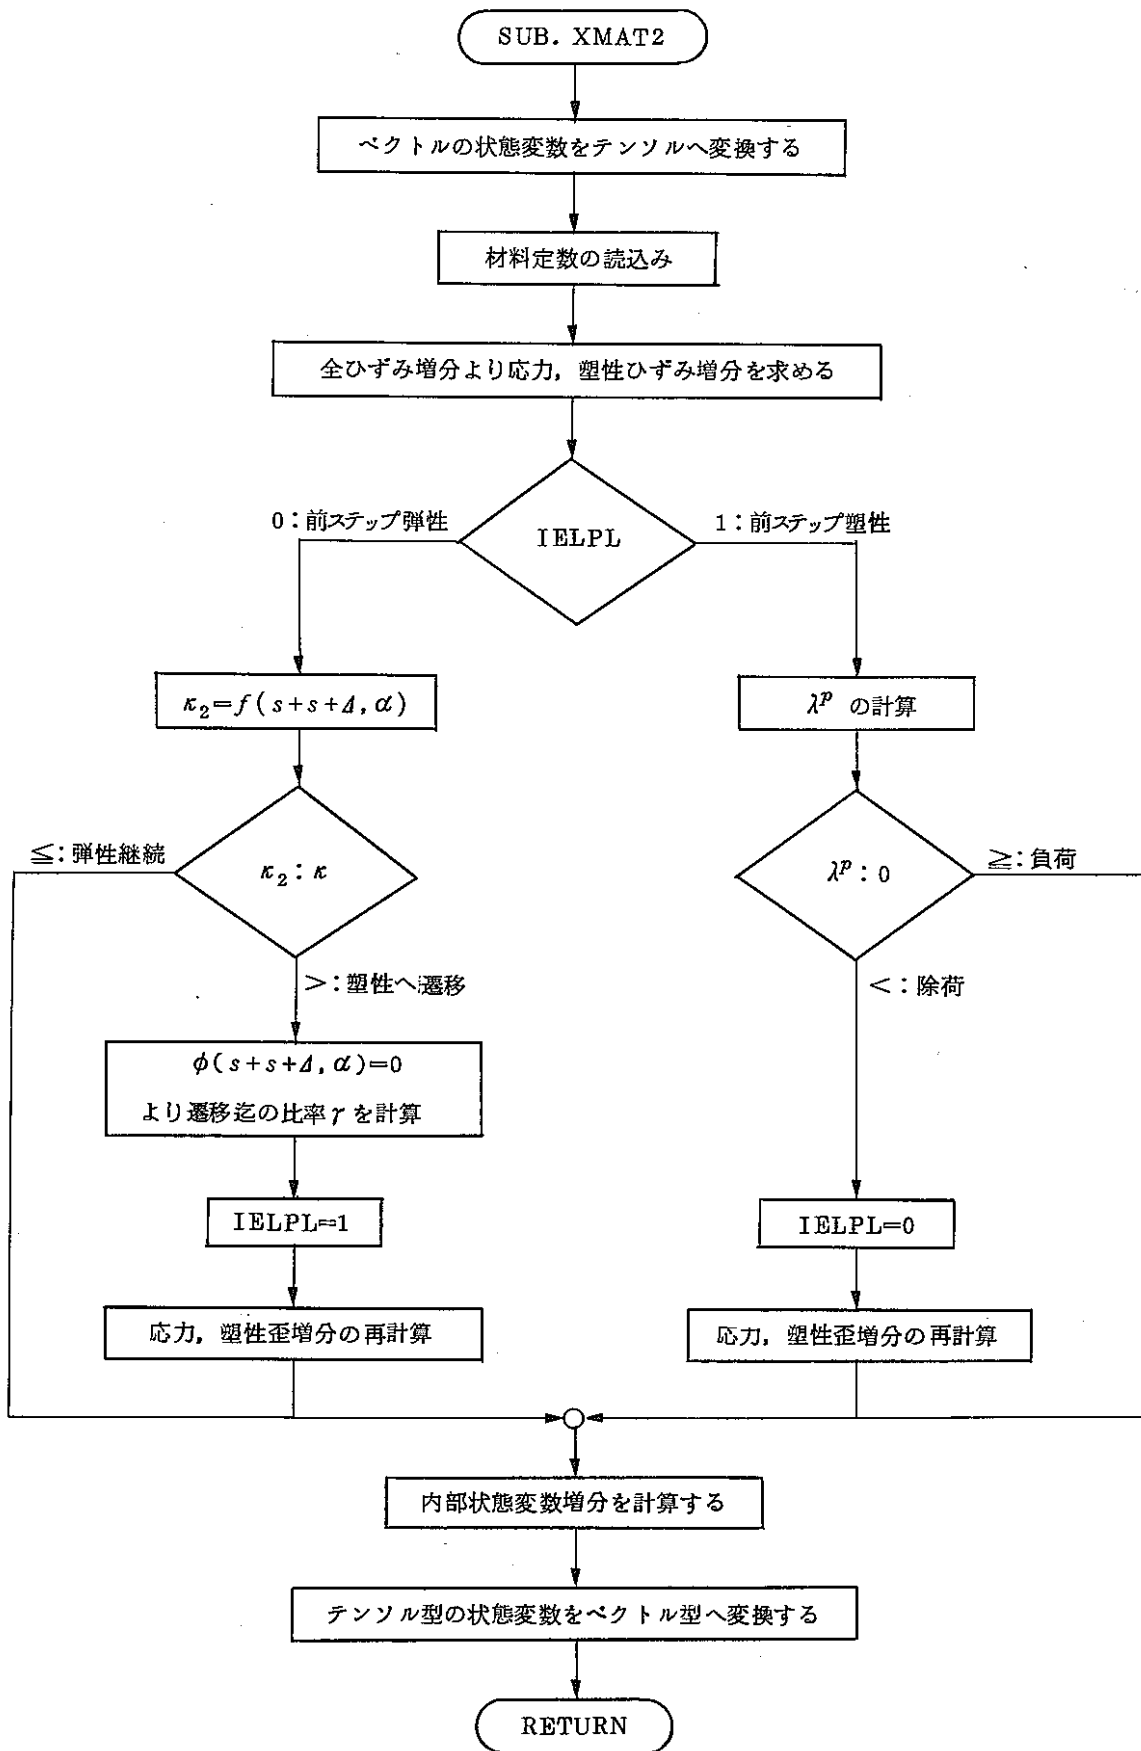 SUB. XMAT2
ベクトルの状態変数をテンソルへ変換する
材料定数の読込み
全ひずみ増分より応力，塑性ひずみ増分を求める
IELPL
0：前ステップ弾性
1：前ステップ塑性
κ₂=f(s+s+Δ, α)
λᵖ の計算
≦：弾性継続
κ₂：κ
λᵖ：0
≧：負荷
>：塑性へ遷移
<：除荷
φ(s+s+Δ, α)=0
より遷移迄の比率γを計算
IELPL=1
IELPL=0
応力，塑性歪増分の再計算
応力，塑性歪増分の再計算
内部状態変数増分を計算する
テンソル型の状態変数をベクトル型へ変換する
RETURN